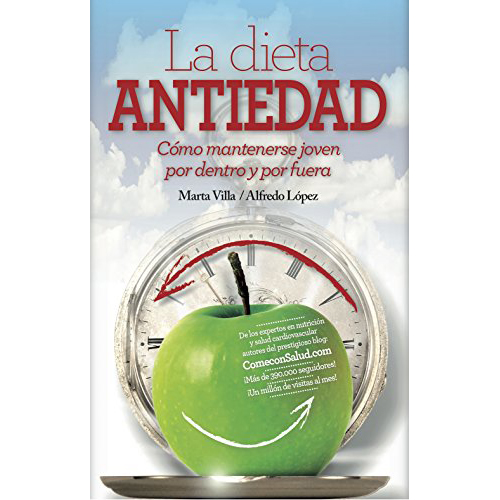 La dieta
ANTIEDAD
Cómo mantenerse joven
por dentro y por fuera
Marta Villa / Alfredo López
De los expertos en nutrición
y salud cardiovascular
autores del prestigioso blog:
ComeconSalud.com
¡Más de 390.000 seguidores!
¡Un millón de visitas al mes!